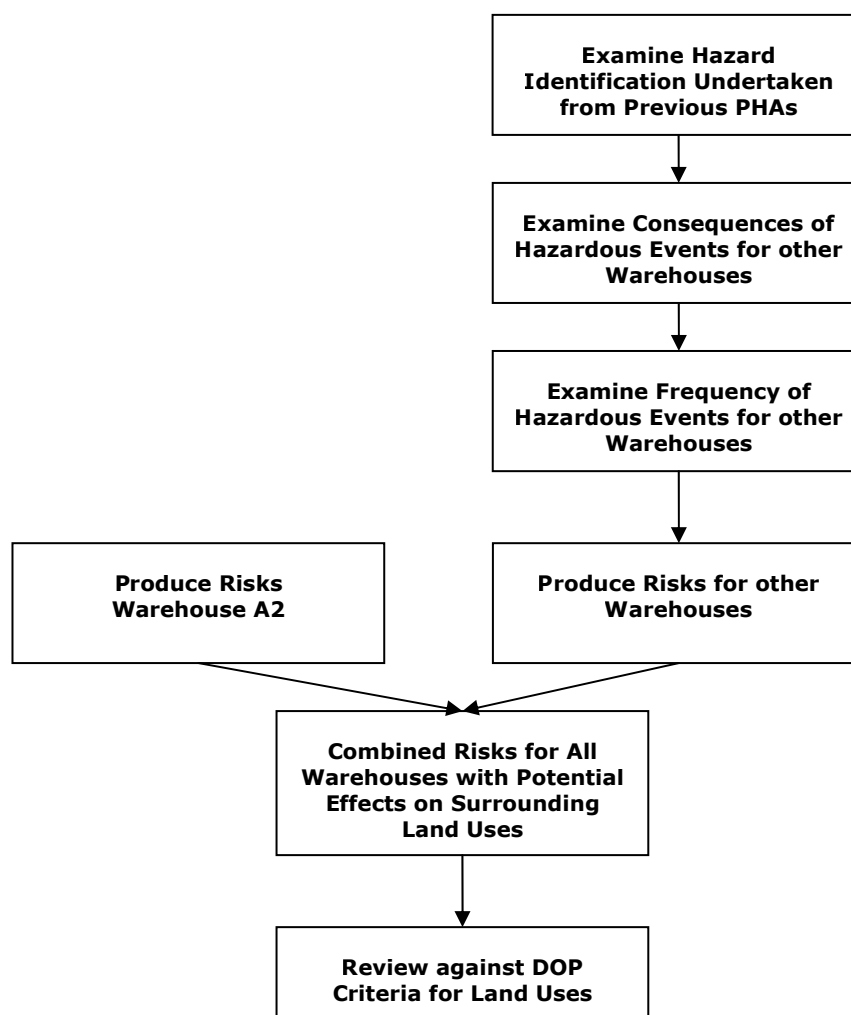 Examine Hazard
Identification Undertaken
from Previous PHAs
Examine Consequences of
Hazardous Events for other
Warehouses
Examine Frequency of
Hazardous Events for other
Warehouses
Produce Risks
Warehouse A2
Produce Risks for other
Warehouses
Combined Risks for All
Warehouses with Potential
Effects on Surrounding
Land Uses
Review against DOP
Criteria for Land Uses